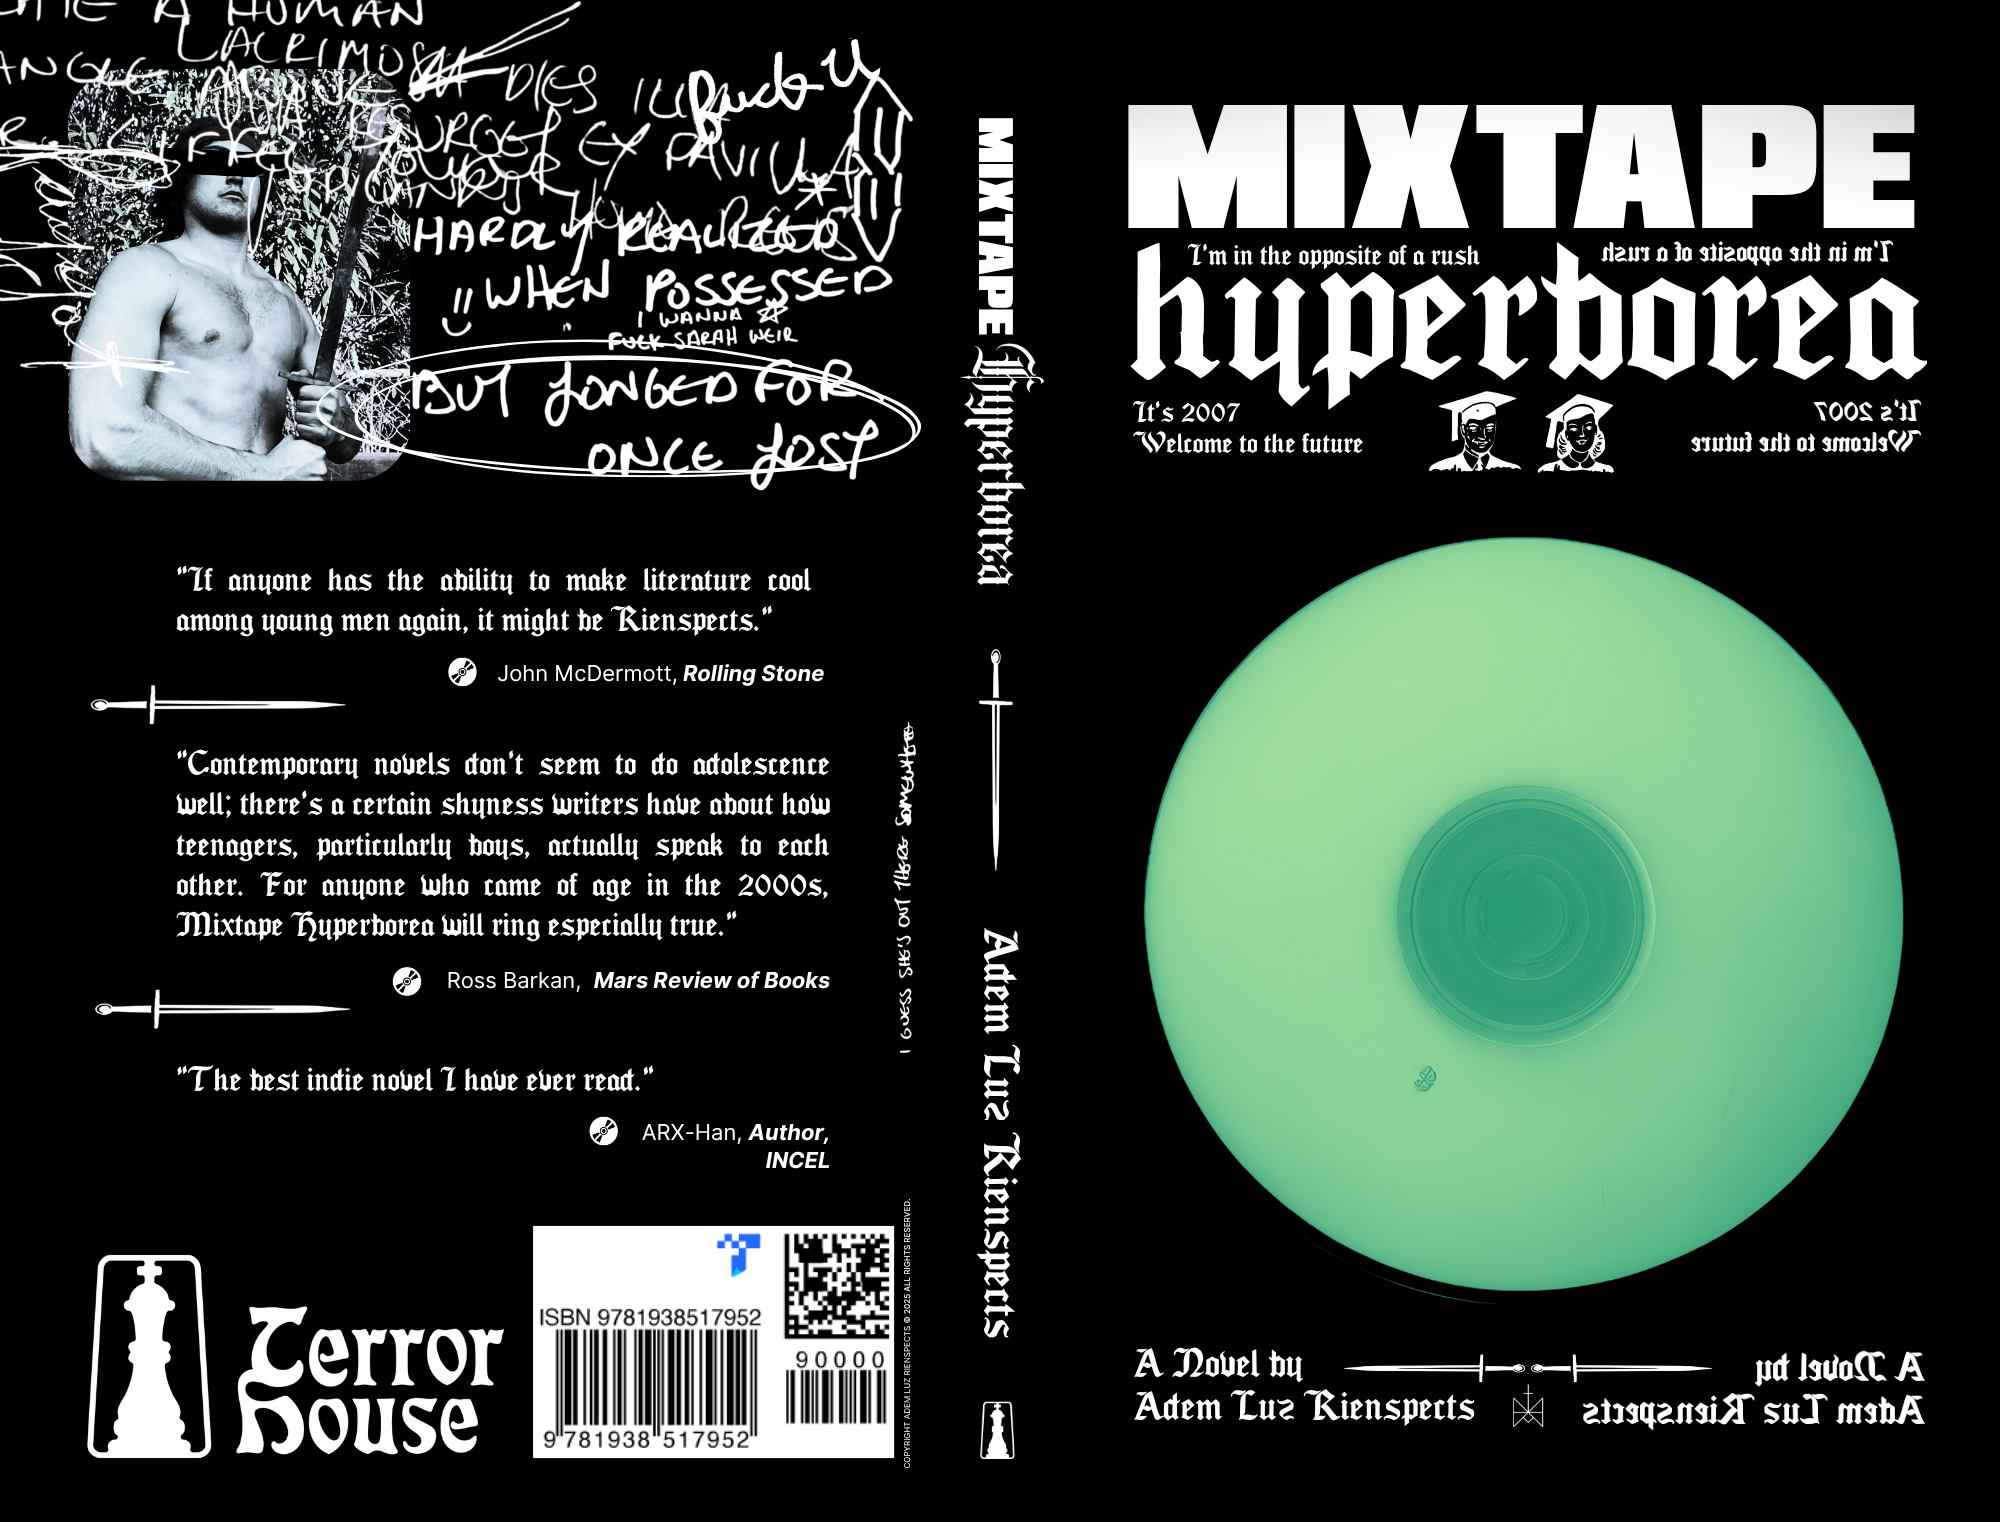 A HUMAN
LACRIMOSA
DIES ILLA
RESURGET EX FAVILLA
HARDLY REALIZED
WHEN POSSESSED
I WANNA
FUCK SARAH WEIR
BUT LONGED FOR
ONCE LOST
"If anyone has the ability to make literature cool
among young men again, it might be Rienspects."
John McDermott, Rolling Stone
"Contemporary novels don't seem to do adolescence
well; there's a certain shyness writers have about how
teenagers, particularly boys, actually speak to each
other. For anyone who came of age in the 2000s,
Mixtape Hyperborea will ring especially true."
Ross Barkan, Mars Review of Books
"The best indie novel I have ever read."
ARX-Han, Author,
INCEL
I GUESS SHE'S OUT THERE SOMEWHERE
Terror
House
ISBN 9781938517952
90000
9 781938 517952
COPYRIGHT ADEM LUZ RIENSPECTS © 2025 ALL RIGHTS RESERVED.
MIXTAPE Hyperborea
Adem Luz Rienspects
MIXTAPE
I'm in the opposite of a rush I'm in the opposite of a rush
hyperborea
It's 2007 It's 2007
Welcome to the future Welcome to the future
A Novel by A Novel by
Adem Luz Rienspects Adem Luz Rienspects